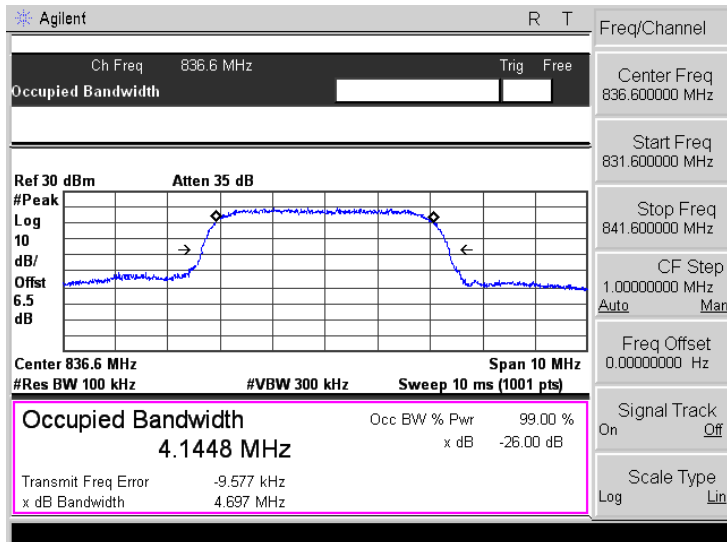 Agilent R T
Ch Freq 836.6 MHz Trig Free
Occupied Bandwidth
Ref 30 dBm Atten 35 dB
#Peak
Log
10
dB/
Offst
6.5
dB
Center 836.6 MHz Span 10 MHz
#Res BW 100 kHz #VBW 300 kHz Sweep 10 ms (1001 pts)
Occupied Bandwidth
4.1448 MHz
Occ BW % Pwr 99.00 %
x dB -26.00 dB
Transmit Freq Error -9.577 kHz
x dB Bandwidth 4.697 MHz
Freq/Channel
Center Freq
836.600000 MHz
Start Freq
831.600000 MHz
Stop Freq
841.600000 MHz
CF Step
1.00000000 MHz
Auto Man
Freq Offset
0.00000000 Hz
Signal Track
On Off
Scale Type
Log Lin